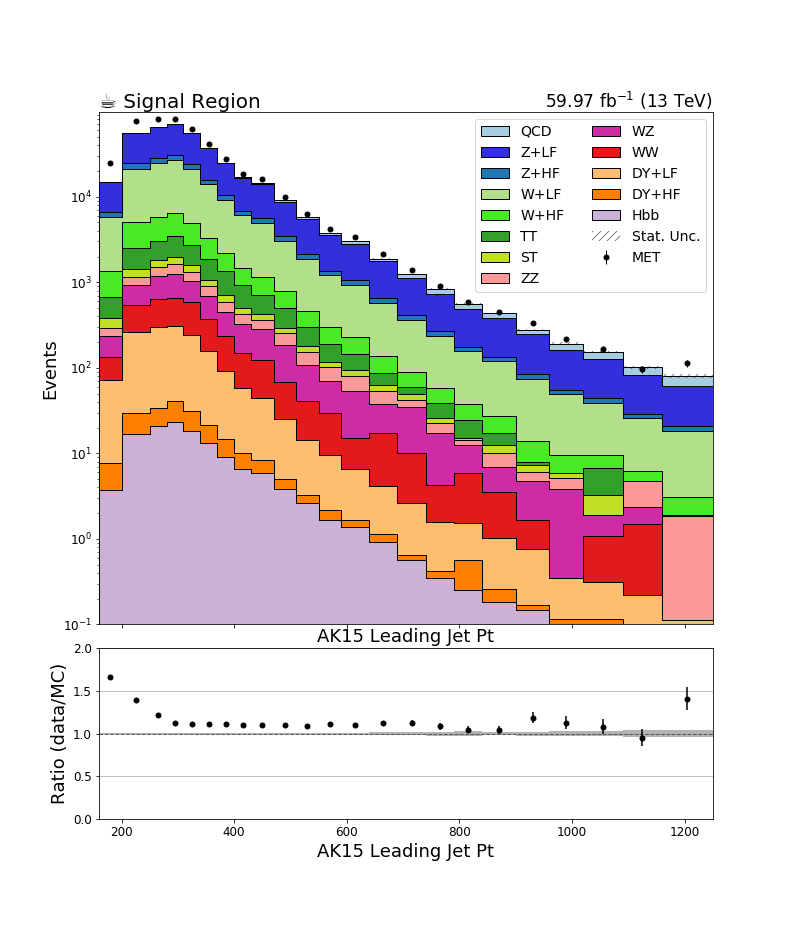 ☕ Signal Region
59.97 fb⁻¹ (13 TeV)
QCD
Z+LF
Z+HF
W+LF
W+HF
TT
ST
ZZ
WZ
WW
DY+LF
DY+HF
Hbb
Stat. Unc.
MET
Events
10⁴
10³
10²
10¹
10⁰
10⁻¹
AK15 Leading Jet Pt
Ratio (data/MC)
2.0
1.5
1.0
0.5
0.0
200 400 600 800 1000 1200
AK15 Leading Jet Pt